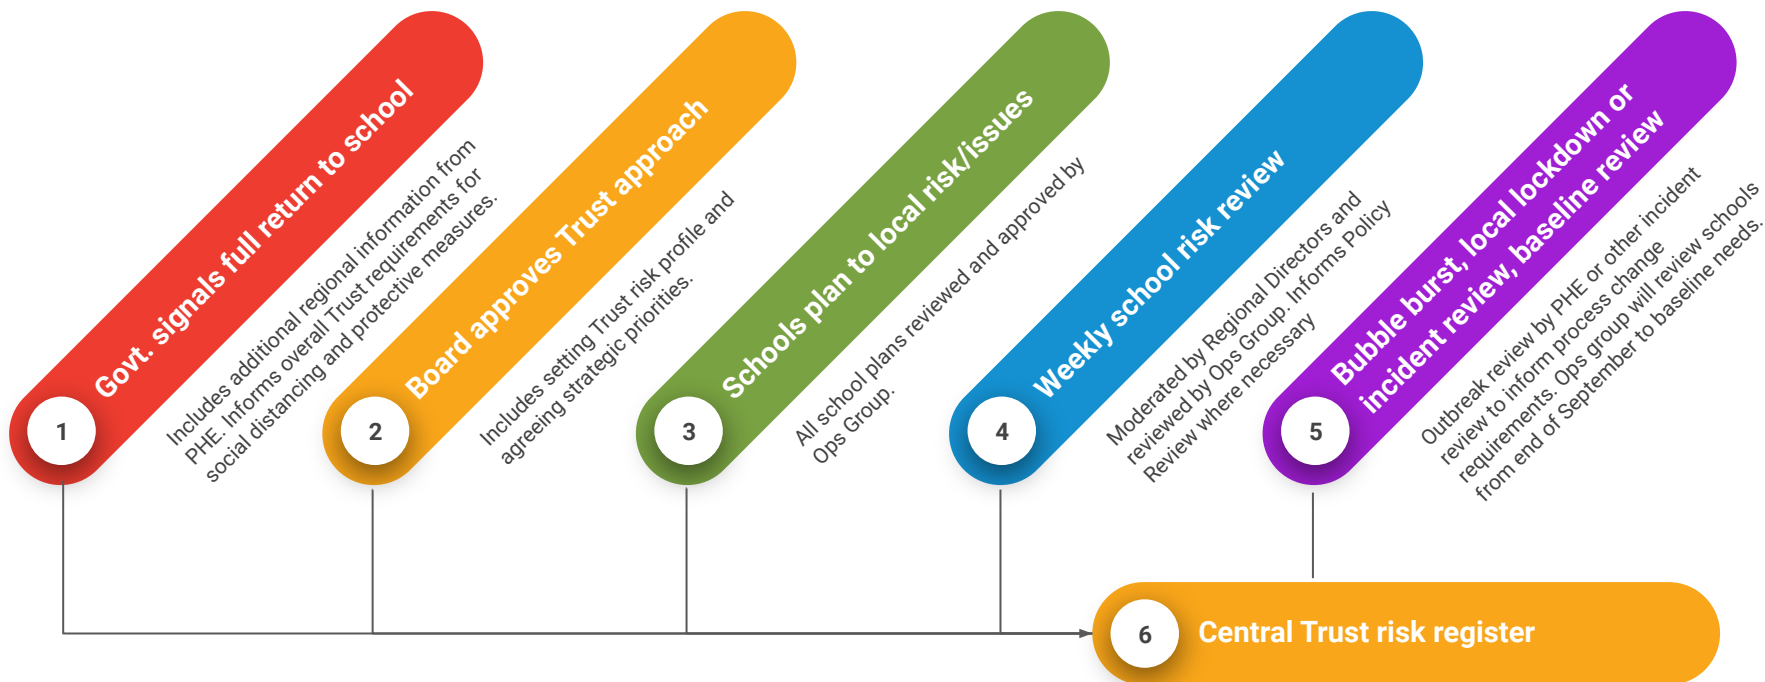 1
Govt. signals full return to school
Includes additional regional information from
PHE. Informs overall Trust requirements for
social distancing and protective measures.
2
Board approves Trust approach
Includes setting Trust risk profile and
agreeing strategic priorities.
3
Schools plan to local risk/issues
All school plans reviewed and approved by
Ops Group.
4
Weekly school risk review
Moderated by Regional Directors and
reviewed by Ops Group. Informs Policy
Review where necessary
5
Bubble burst, local lockdown or
incident review, baseline review
Outbreak review by PHE or other incident
review to inform process change
requirements. Ops group will review schools
from end of September to baseline needs.
6
Central Trust risk register